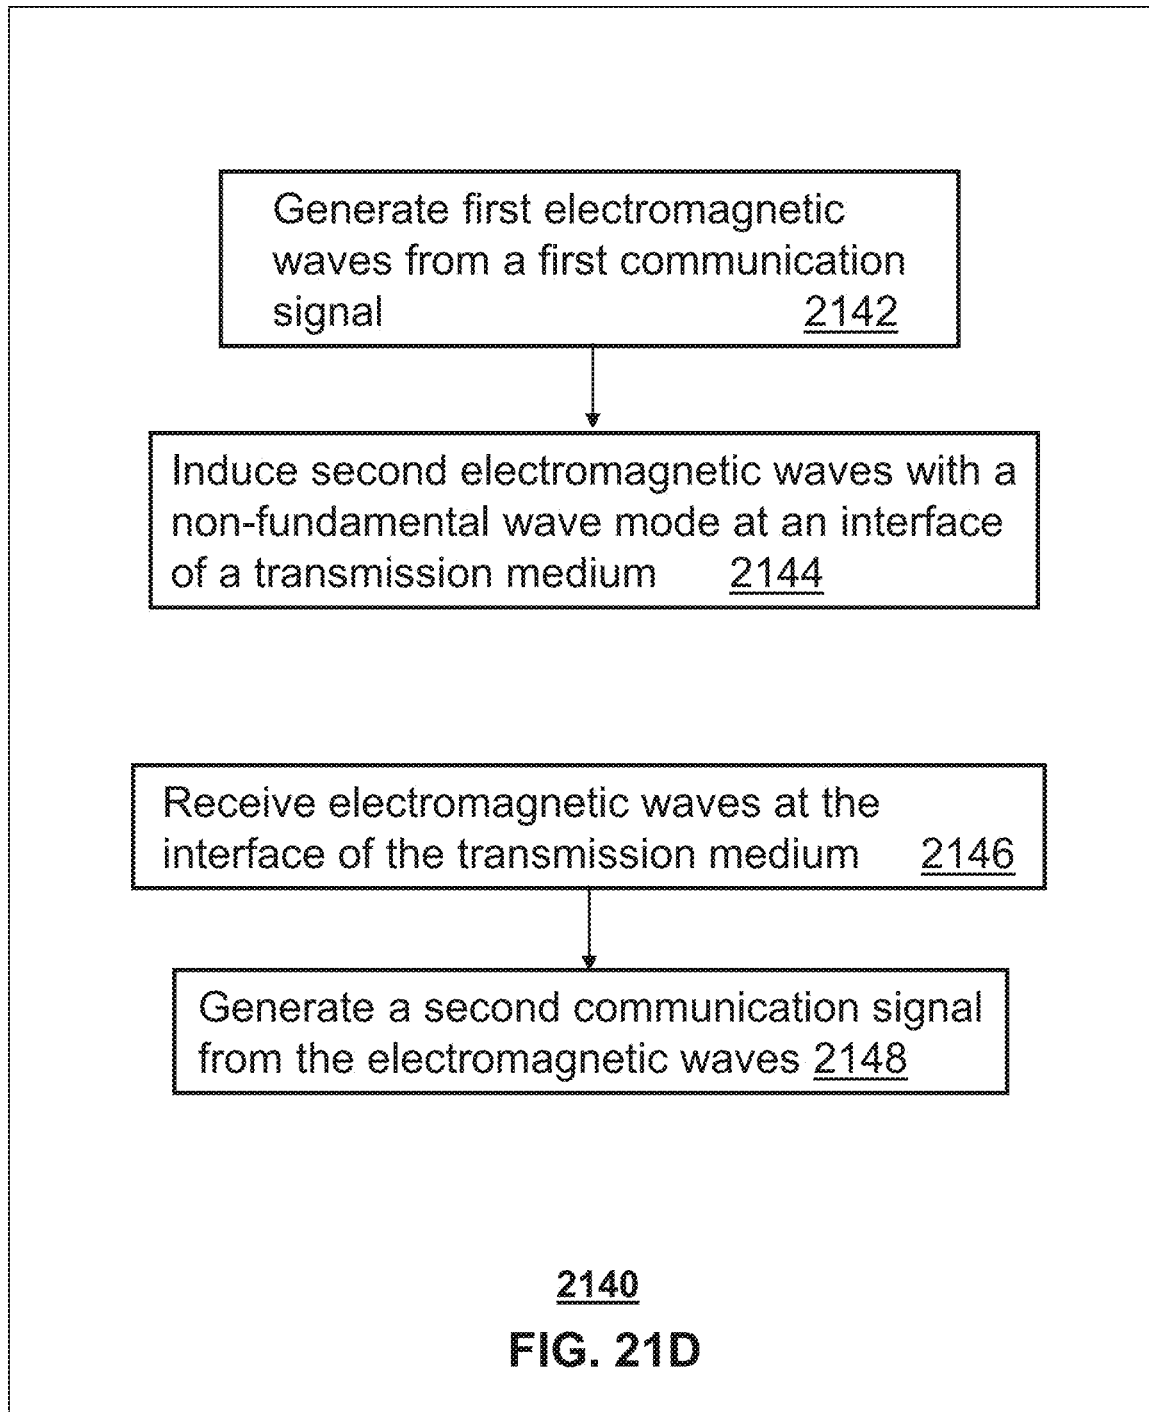 Generate first electromagnetic
waves from a first communication
signal 2142
Induce second electromagnetic waves with a
non-fundamental wave mode at an interface
of a transmission medium 2144
Receive electromagnetic waves at the
interface of the transmission medium 2146
Generate a second communication signal
from the electromagnetic waves 2148
2140
FIG. 21D